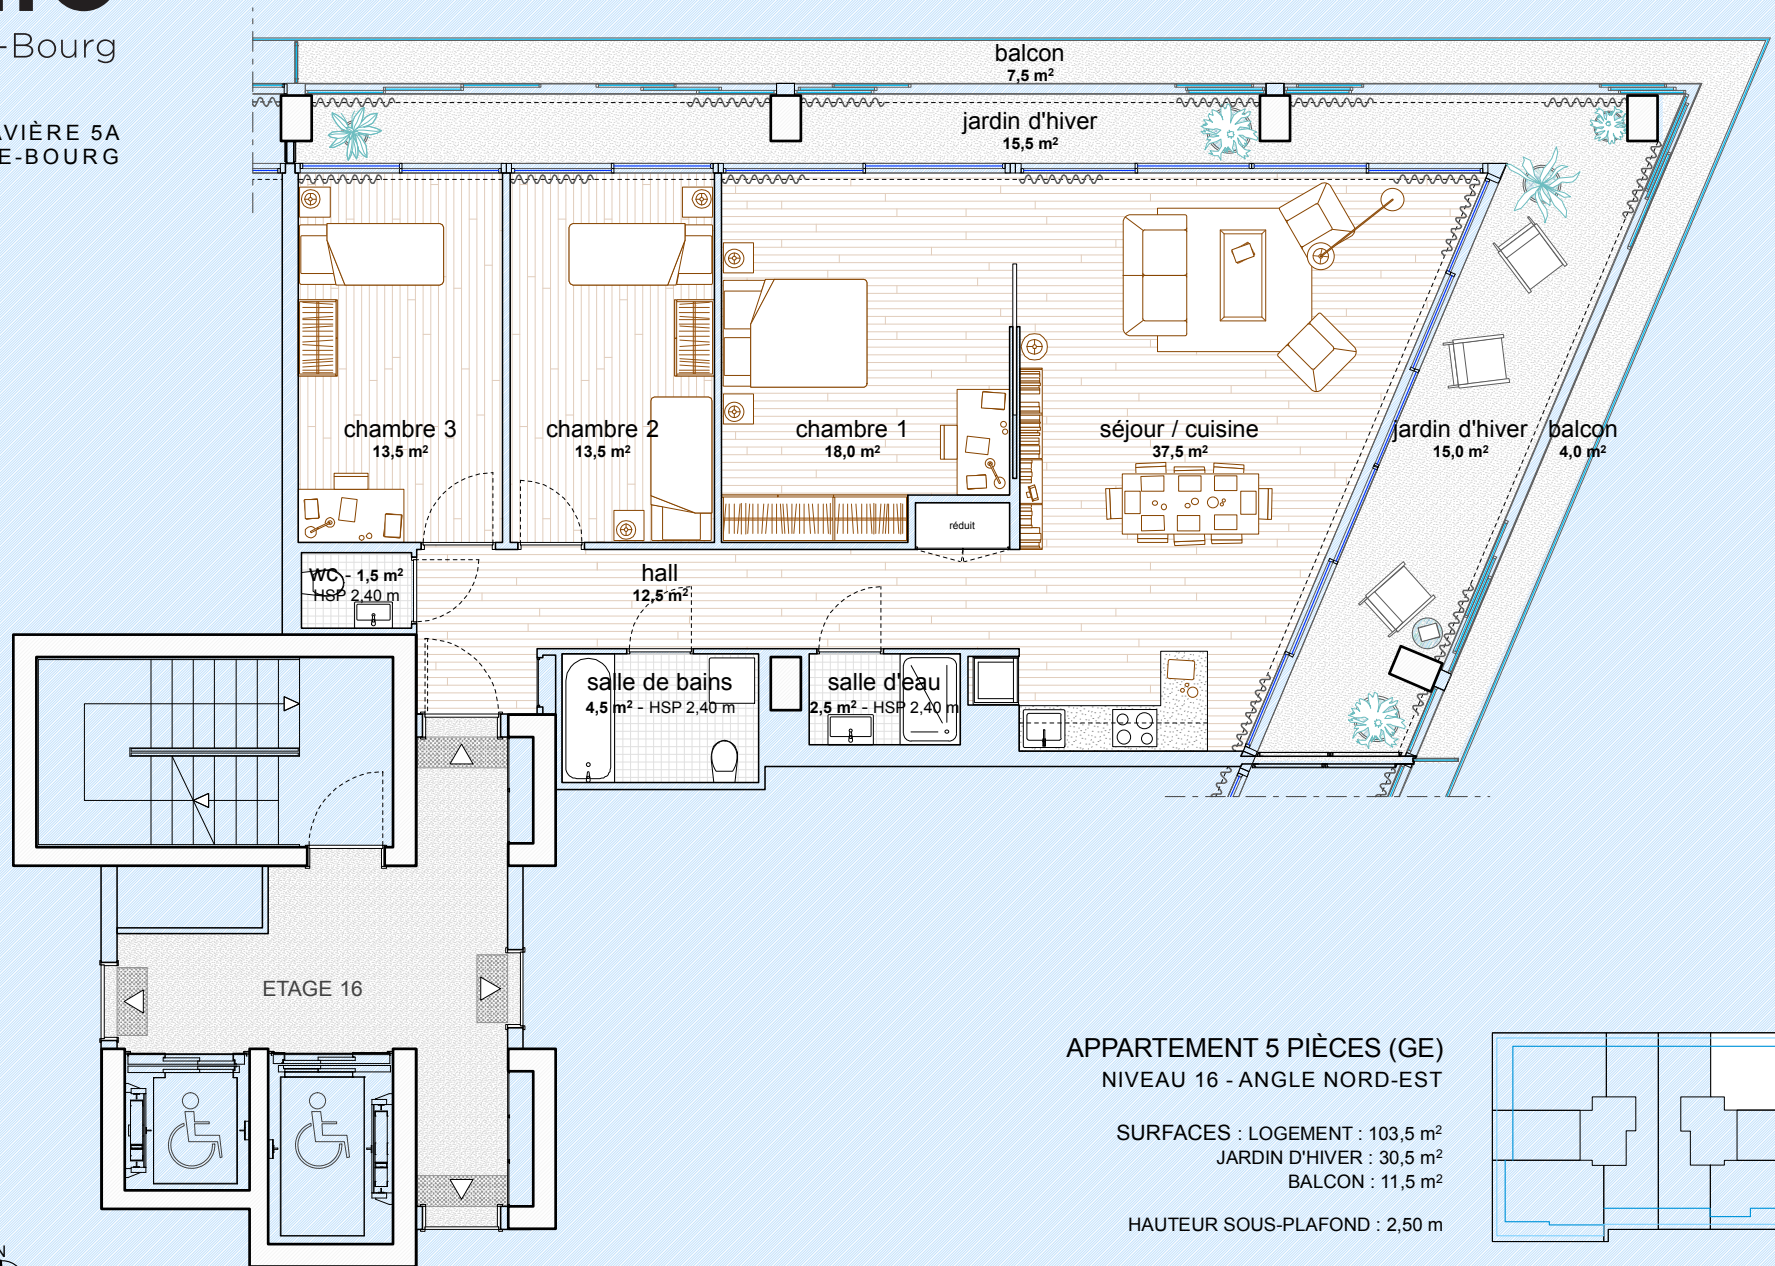 -Bourg
AVIÈRE 5A
E-BOURG
balcon
7,5 m²
jardin d'hiver
15,5 m²
chambre 3
13,5 m²
chambre 2
13,5 m²
chambre 1
18,0 m²
séjour / cuisine
37,5 m²
jardin d'hiver
15,0 m²
balcon
4,0 m²
réduit
WC - 1,5 m²
HSP 2,40 m
hall
12,5 m²
salle de bains
4,5 m² - HSP 2,40 m
salle d'eau
2,5 m² - HSP 2,40 m
ETAGE 16
APPARTEMENT 5 PIÈCES (GE)
NIVEAU 16 - ANGLE NORD-EST
SURFACES : LOGEMENT : 103,5 m²
JARDIN D'HIVER : 30,5 m²
BALCON : 11,5 m²
HAUTEUR SOUS-PLAFOND : 2,50 m
N